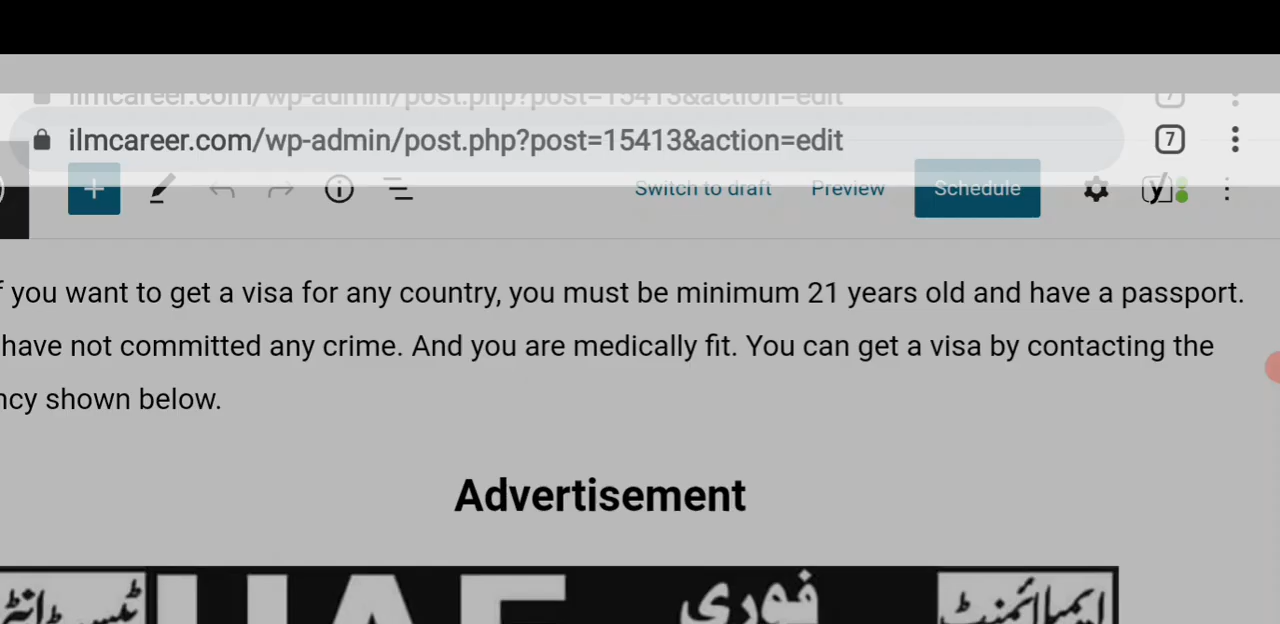 ilmcareer.com/wp-admin/post.php?post=15413&action=edit
ilmcareer.com/wp-admin/post.php?post=15413&action=edit 7
Switch to draft Preview Schedule
f you want to get a visa for any country, you must be minimum 21 years old and have a passport.
have not committed any crime. And you are medically fit. You can get a visa by contacting the
ncy shown below.
Advertisement
UAE فوری